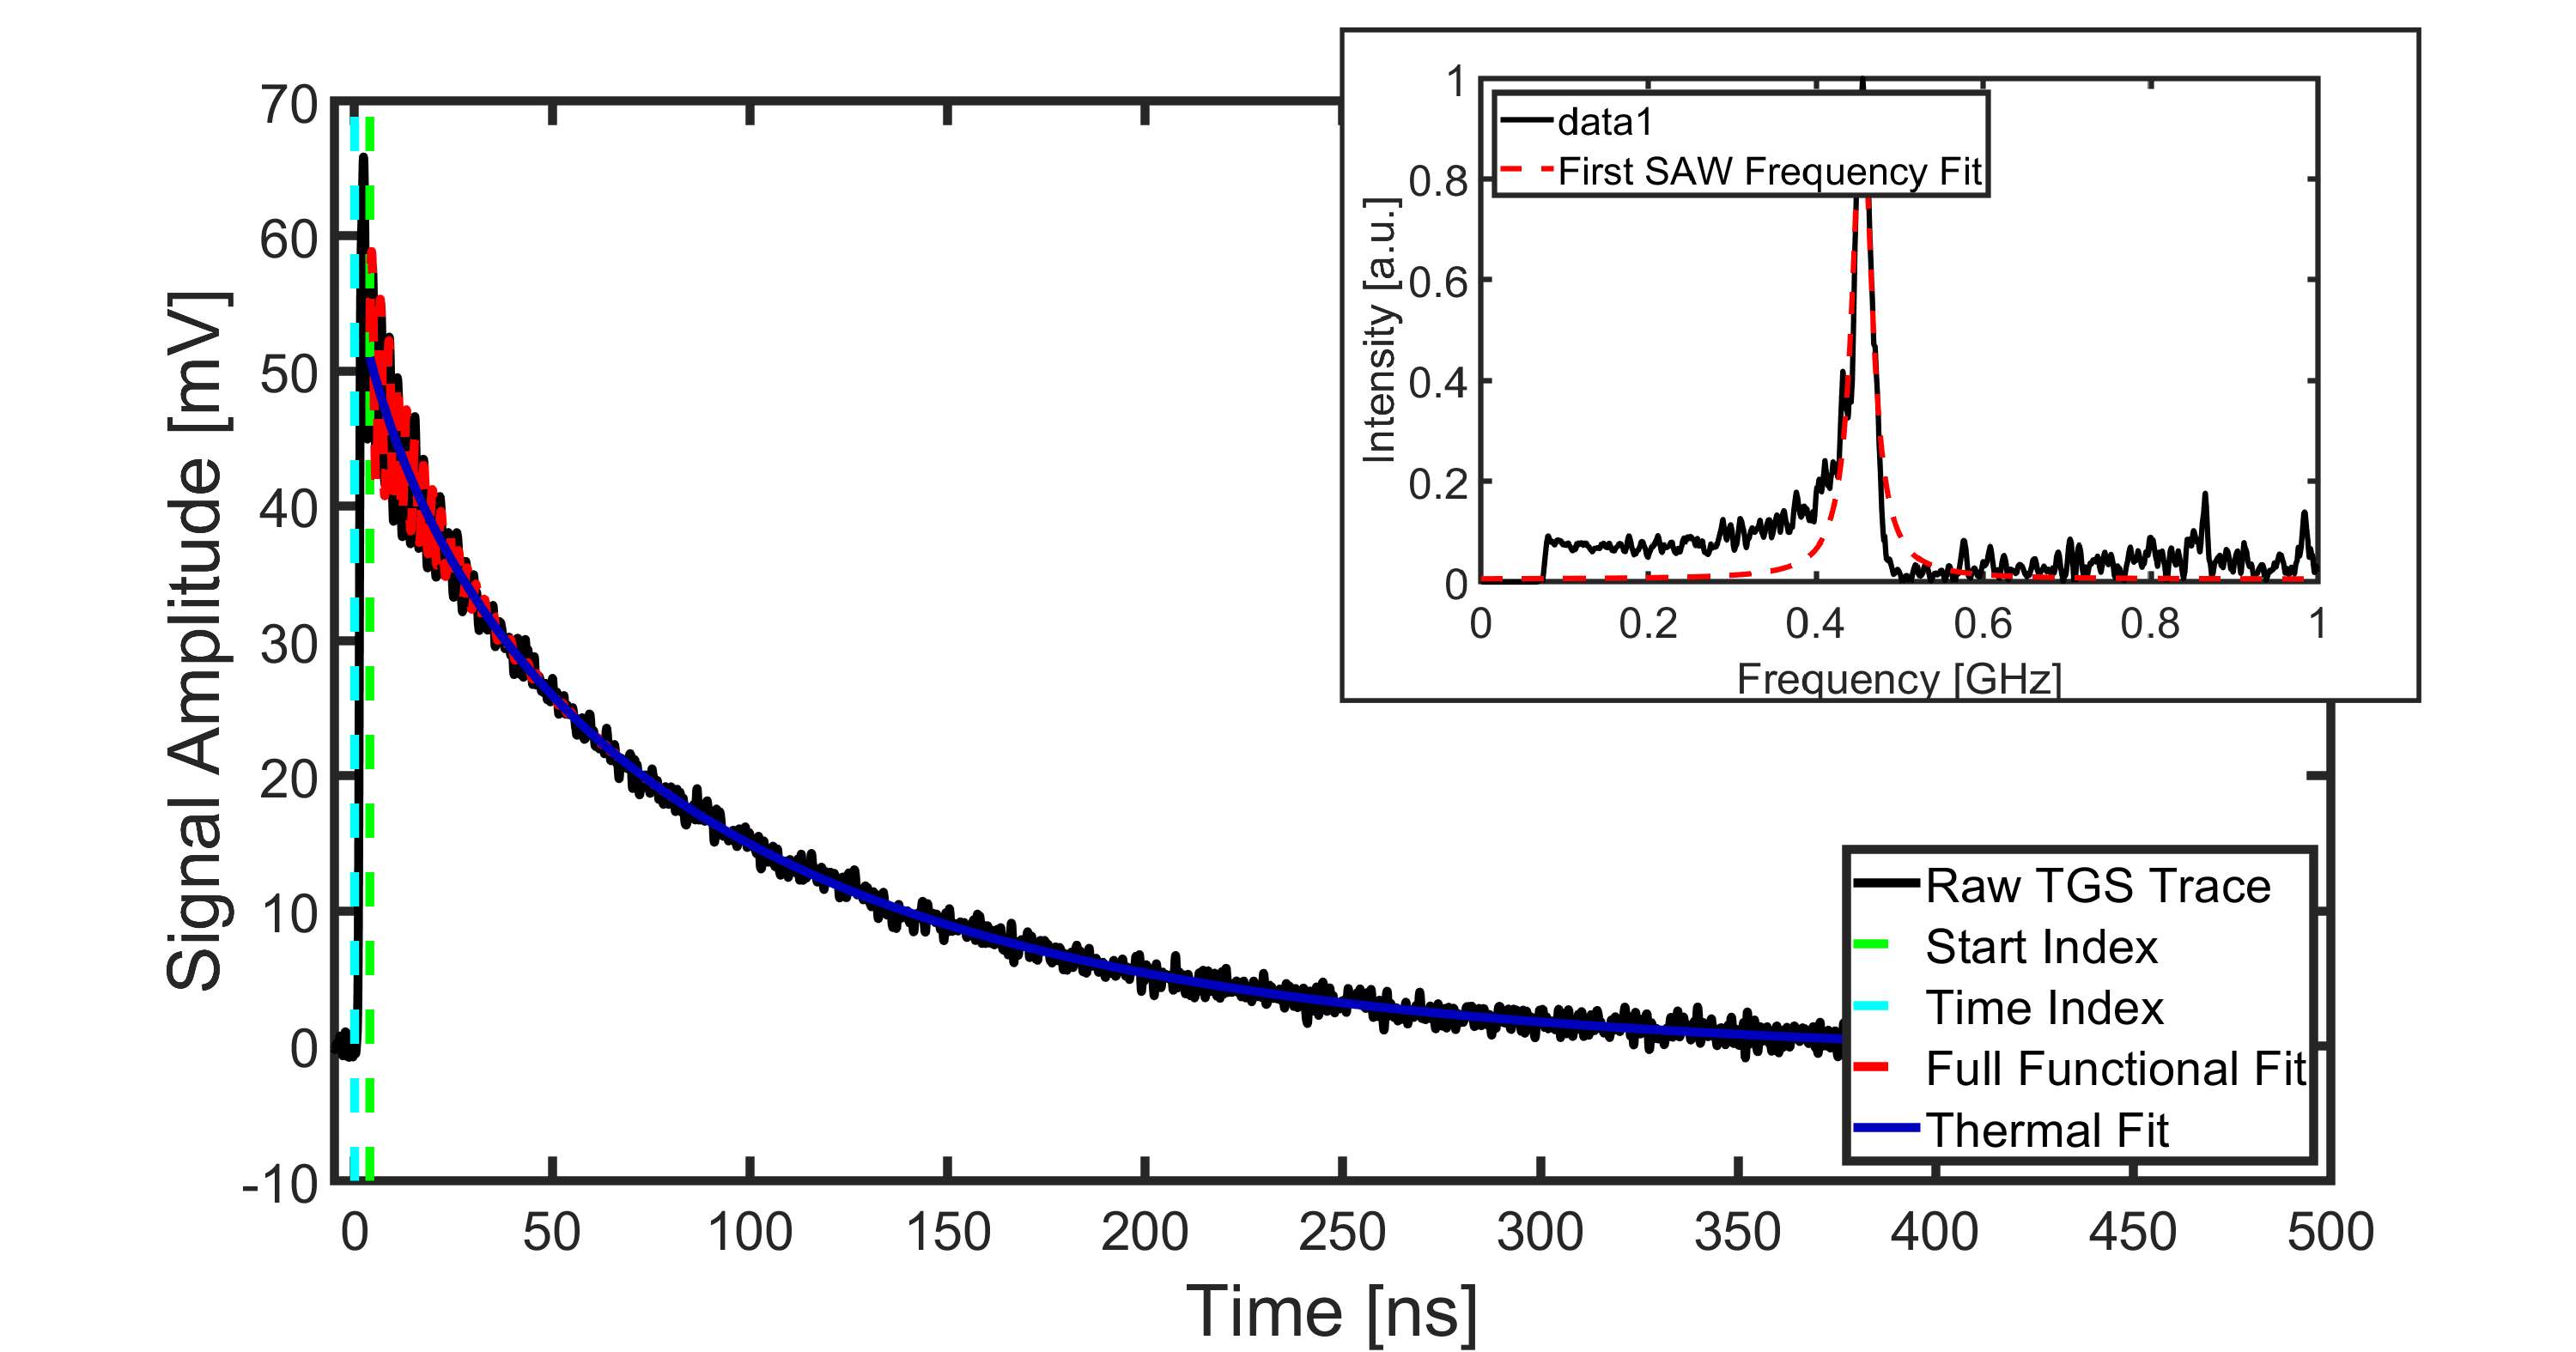 Signal Amplitude [mV]
70
60
50
40
30
20
10
0
-10
0 50 100 150 200 250 300 350 400 450 500
Time [ns]
Intensity [a.u.]
1
0.8
0.6
0.4
0.2
0
data1
First SAW Frequency Fit
0 0.2 0.4 0.6 0.8 1
Frequency [GHz]
Raw TGS Trace
Start Index
Time Index
Full Functional Fit
Thermal Fit